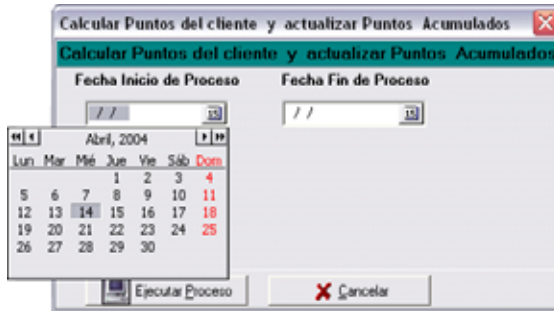 Calcular Puntos del cliente y actualizar Puntos Acumulados
Calcular Puntos del cliente y actualizar Puntos Acumulados
Fecha Inicio de Proceso Fecha Fin de Proceso
/ / 15 / / 15
Abril, 2004
Lun Mar Mié Jue Vie Sáb Dom
1 2 3 4
5 6 7 8 9 10 11
12 13 14 15 16 17 18
19 20 21 22 23 24 25
26 27 28 29 30
Ejecutar Proceso Cancelar